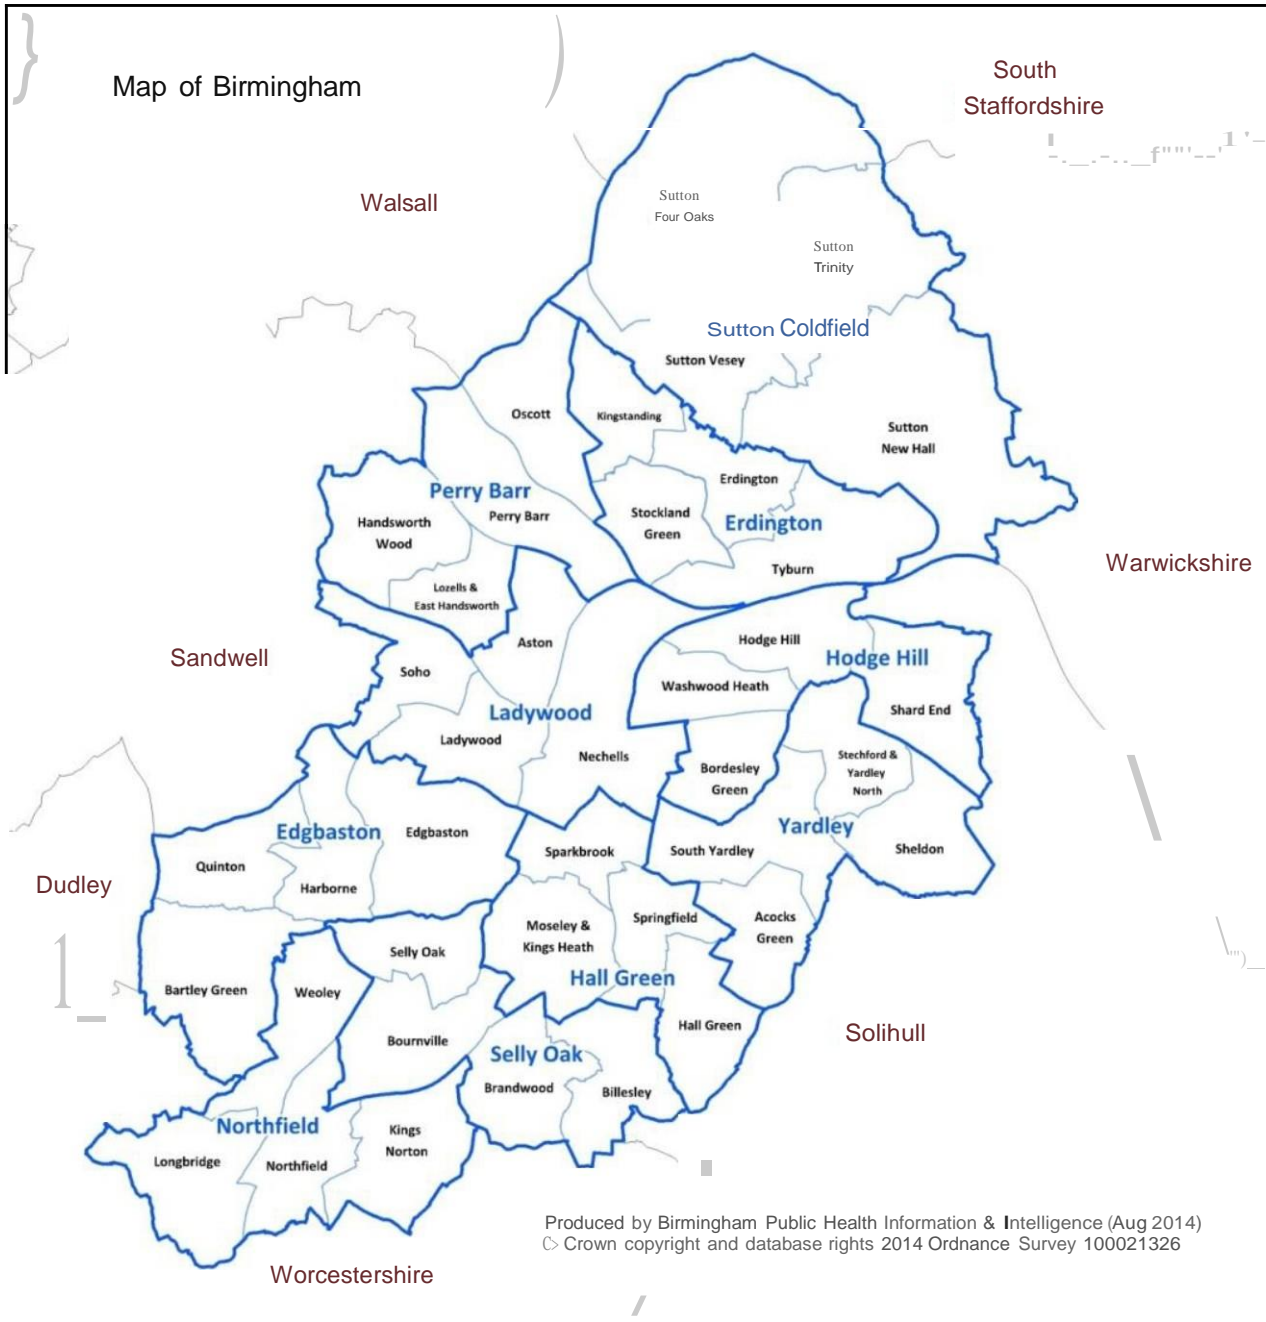 Map of Birmingham
South
Staffordshire
Walsall
Sutton
Four Oaks
Sutton
Trinity
Sutton Coldfield
Sutton Vesey
Oscott
Kingstanding
Sutton
New Hall
Erdington
Perry Barr
Perry Barr
Handsworth
Wood
Stockland
Green
Erdington
Tyburn
Warwickshire
Lozells &
East Handsworth
Aston
Hodge Hill
Hodge Hill
Sandwell
Soho
Washwood Heath
Shard End
Ladywood
Ladywood
Nechells
Bordesley
Green
Stechford &
Yardley
North
Edgbaston
Edgbaston
Yardley
Sparkbrook
South Yardley
Sheldon
Quinton
Harborne
Dudley
Moseley &
Kings Heath
Springfield
Acocks
Green
Selly Oak
Hall Green
Bartley Green
Weoley
Hall Green
Solihull
Bournville
Selly Oak
Brandwood
Billesley
Northfield
Kings
Norton
Longbridge
Northfield
Produced by Birmingham Public Health Information & Intelligence (Aug 2014)
Crown copyright and database rights 2014 Ordnance Survey 100021326
Worcestershire